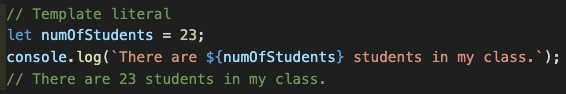 // Template literal
let numOfStudents = 23;
console.log(`There are ${numOfStudents} students in my class.`);
// There are 23 students in my class.